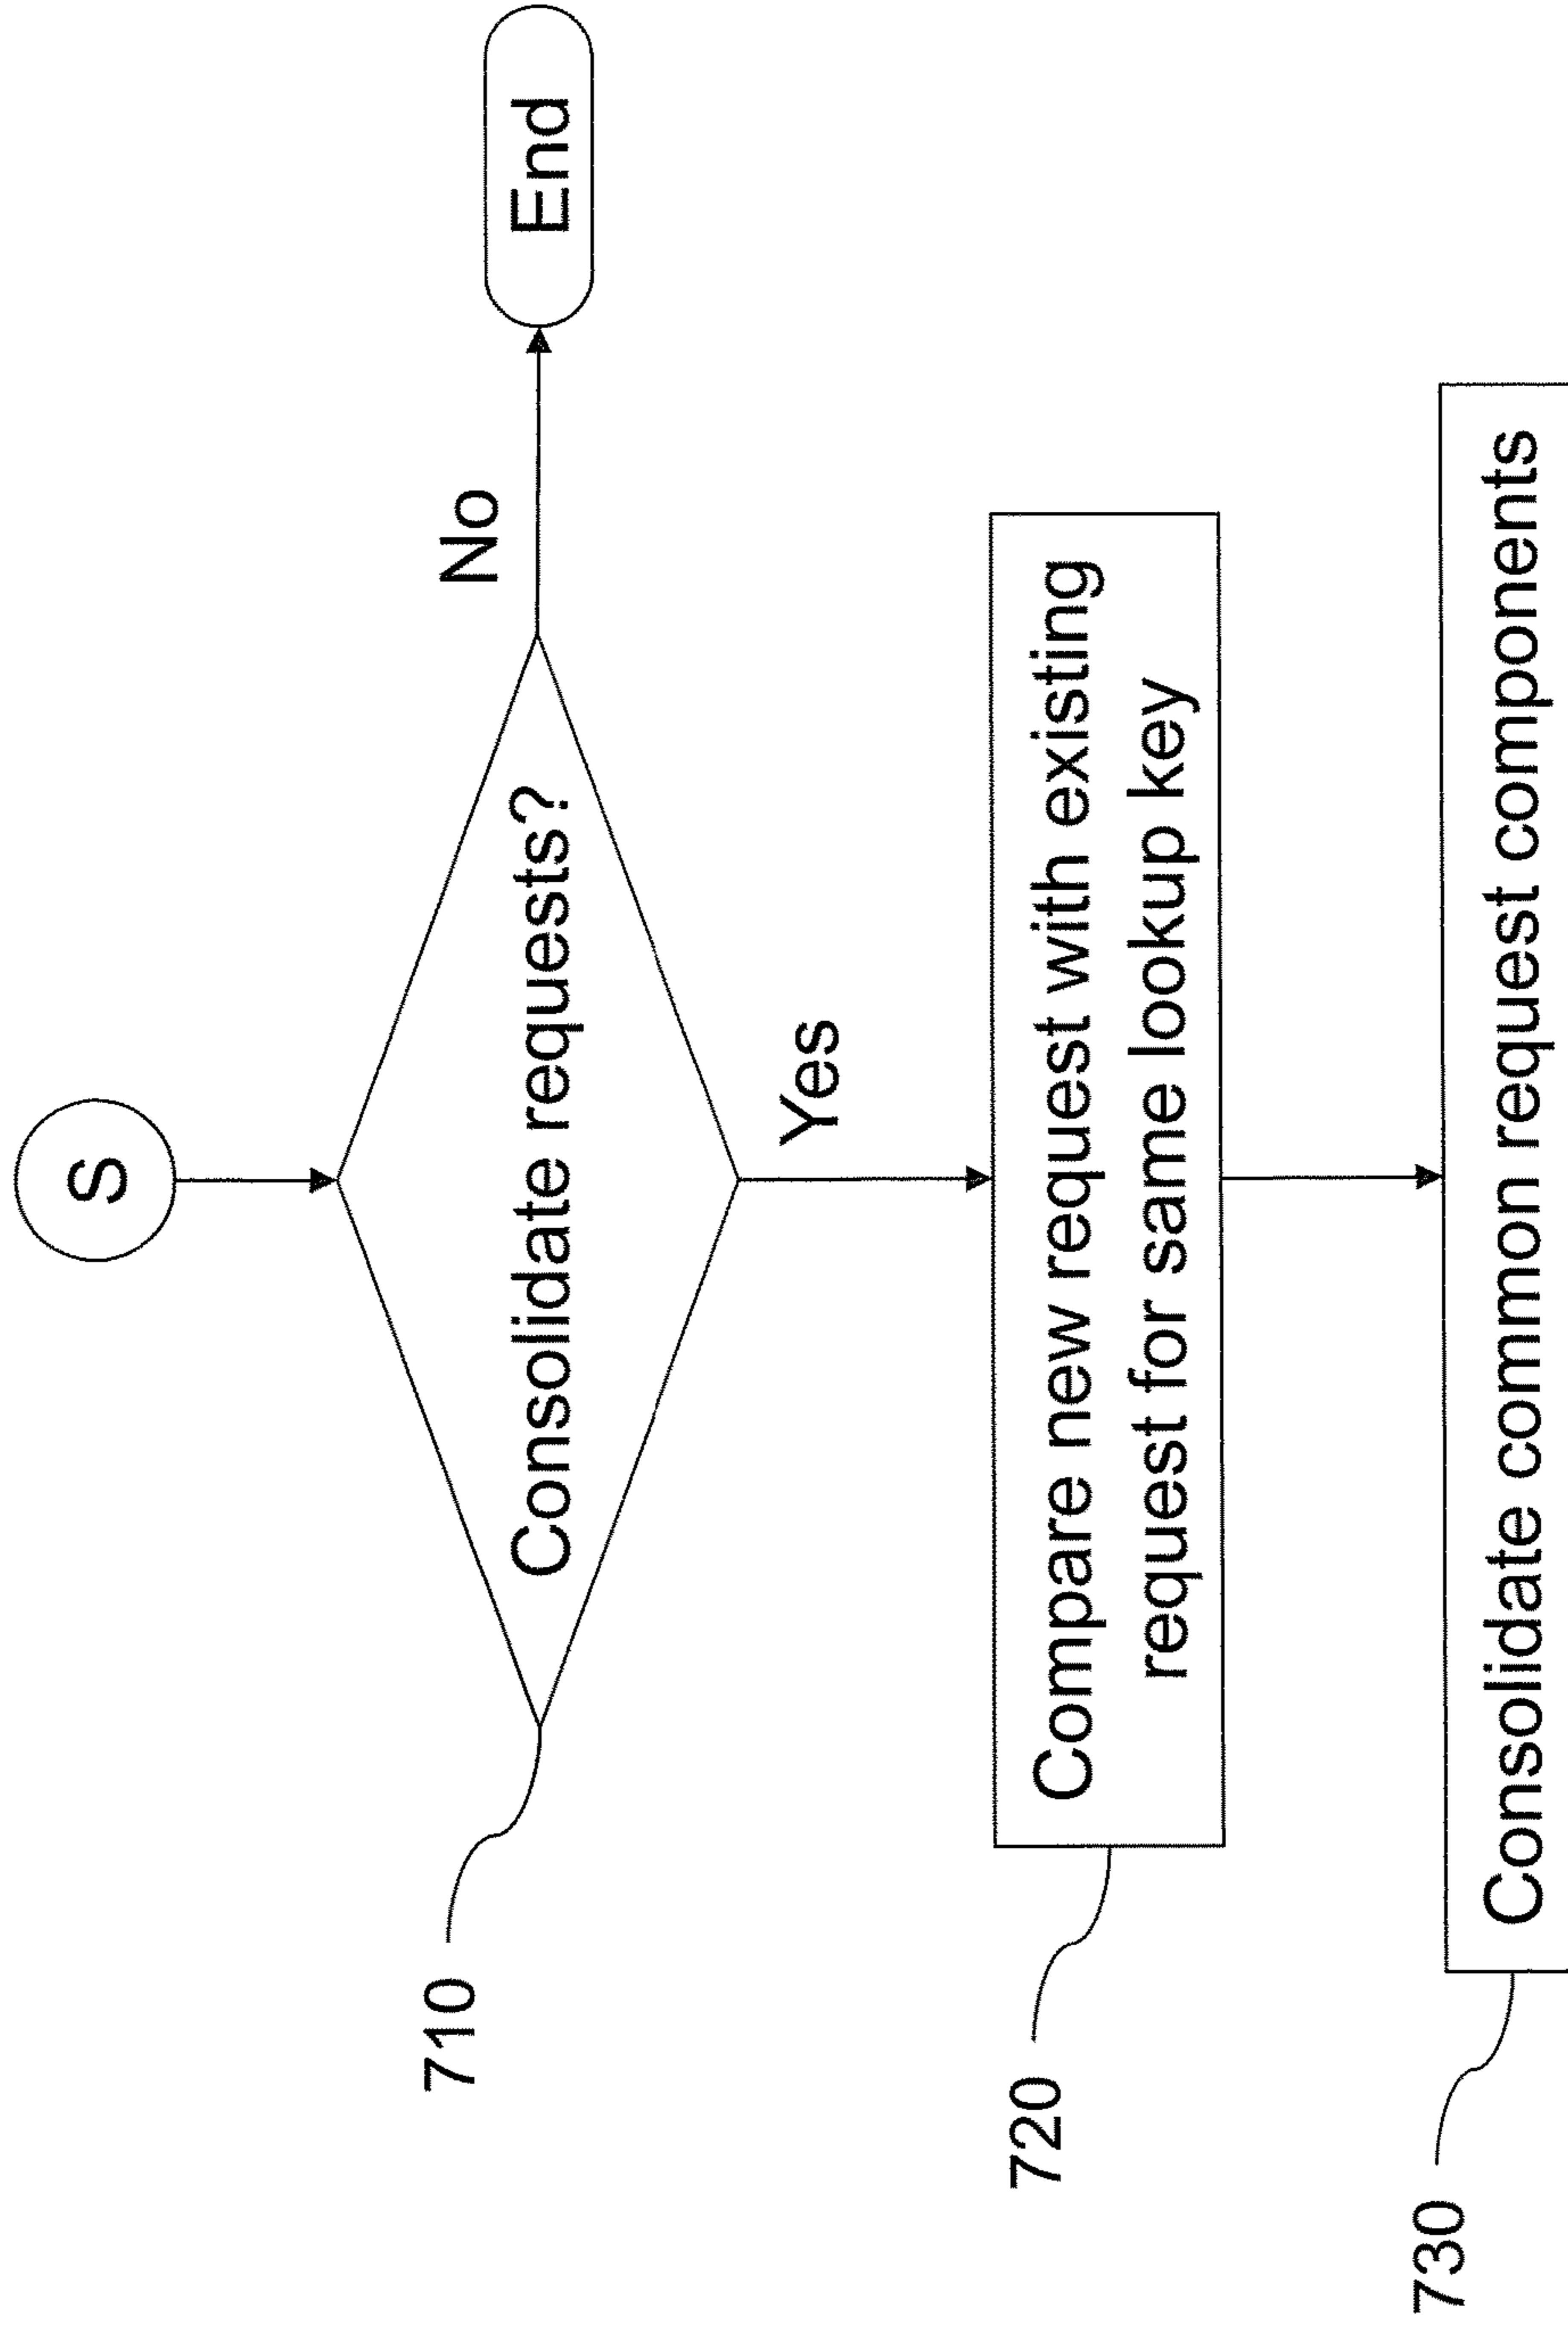 S
Consolidate requests?
No
End
710
Yes
Compare new request with existing
request for same lookup key
720
Consolidate common request components
730